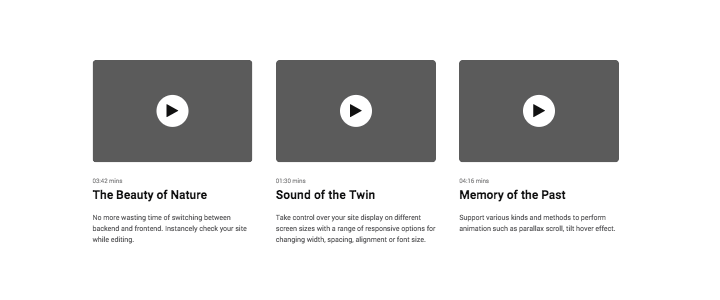 03:42 mins
The Beauty of Nature
No more wasting time of switching between
backend and frontend. Instancely check your site
while editing.
01:30 mins
Sound of the Twin
Take control over your site display on different
screen sizes with a range of responsive options for
changing width, spacing, alignment or font size.
04:16 mins
Memory of the Past
Support various kinds and methods to perform
animation such as parallax scroll, tilt hover effect.